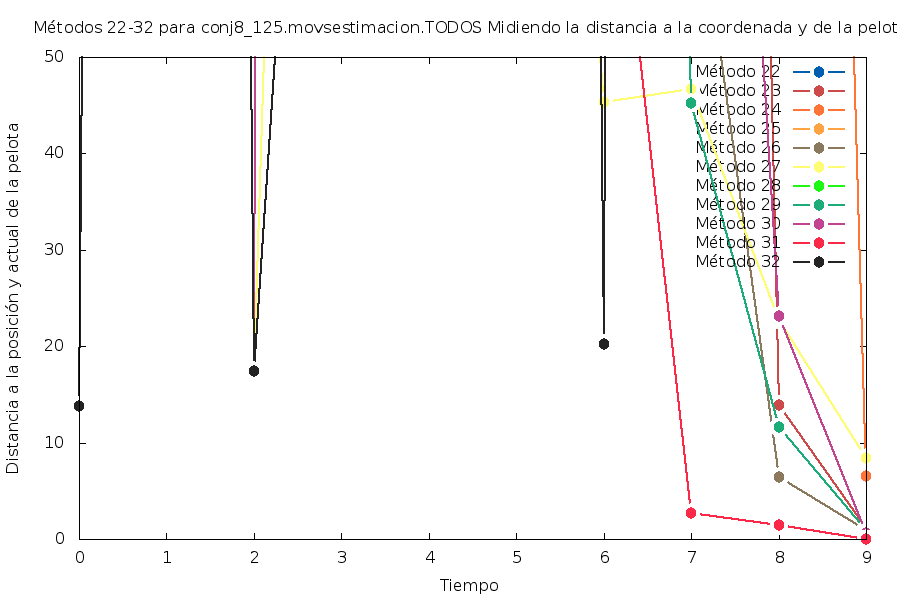 Métodos 22-32 para conj8_125.movsestimacion.TODOS Midiendo la distancia a la coordenada y de la pelot
Distancia a la posición y actual de la pelota
50
40
30
20
10
0
Método 22
Método 23
Método 24
Método 25
Método 26
Método 27
Método 28
Método 29
Método 30
Método 31
Método 32
0 1 2 3 4 5 6 7 8 9
Tiempo